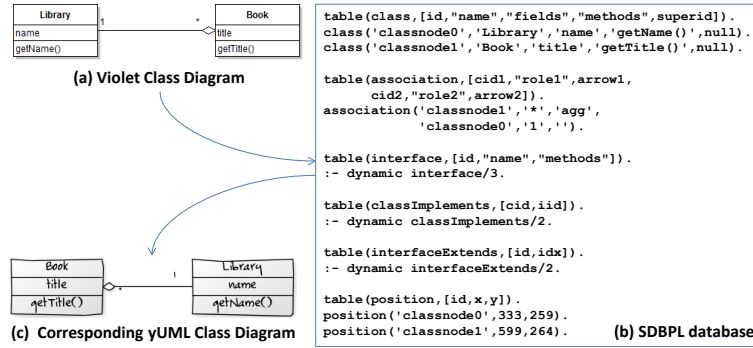 Library
name
getName()
1
*
Book
title
getTitle()
(a) Violet Class Diagram
table(class,[id,"name","fields","methods",superid]).
class('classnode0','Library','name','getName()',null).
class('classnode1','Book','title','getTitle()',null).
table(association,[cid1,"role1",arrow1,
cid2,"role2",arrow2]).
association('classnode1','*','agg',
'classnode0','1','').
table(interface,[id,"name","methods"]).
:- dynamic interface/3.
table(classImplements,[cid,iid]).
:- dynamic classImplements/2.
table(interfaceExtends,[id,idx]).
:- dynamic interfaceExtends/2.
table(position,[id,x,y]).
position('classnode0',333,259).
position('classnode1',599,264).
(b) SDBPL database
Book
title
getTitle()
*
1
Library
name
getName()
(c) Corresponding yUML Class Diagram